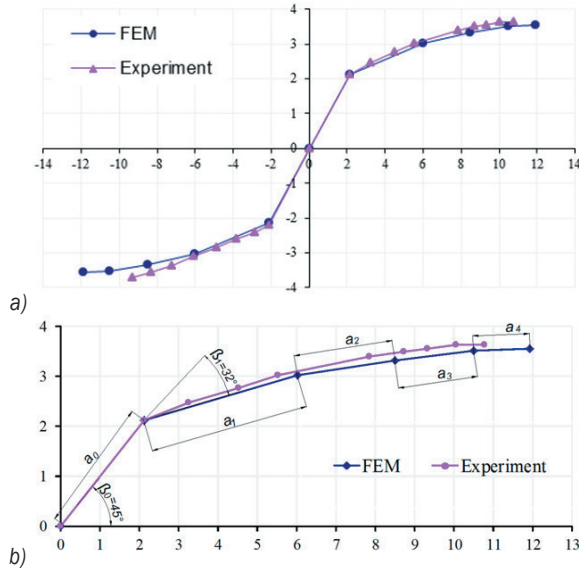 4
3
2
1
0
-14 -12 -10 -8 -6 -4 -2 0 2 4 6 8 10 12 14
-1
-2
-3
-4
FEM
Experiment
a)
4
3
2
1
0
0 1 2 3 4 5 6 7 8 9 10 11 12 13
a₀
β₀=45°
β₁=32°
a₁
a₂
a₃
a₄
FEM Experiment
b)